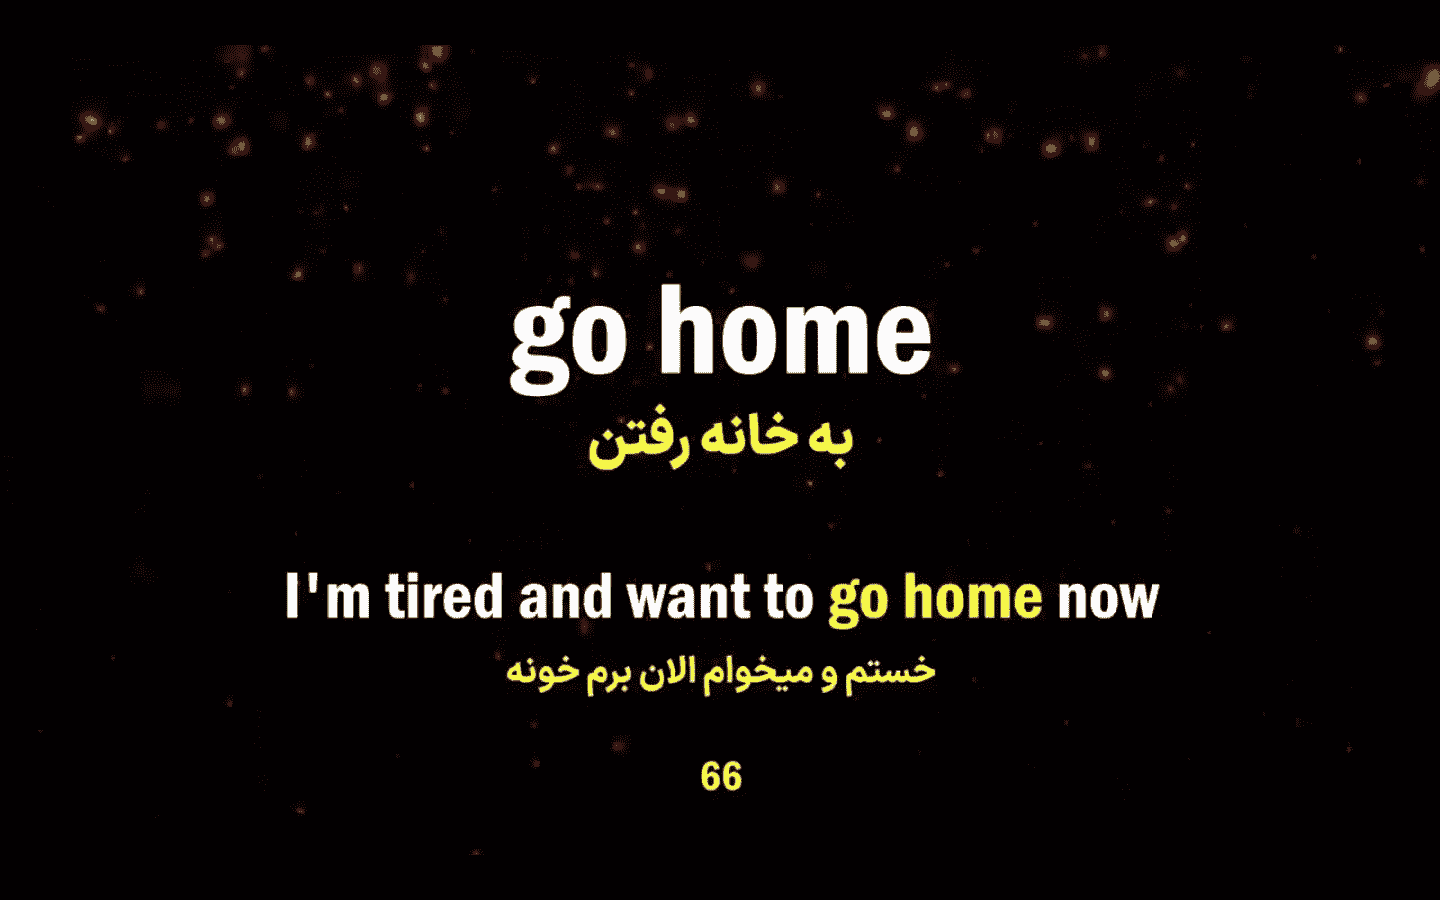 go home
به خانه رفتن
I'm tired and want to go home now
خستم و میخوام الان برم خونه
66